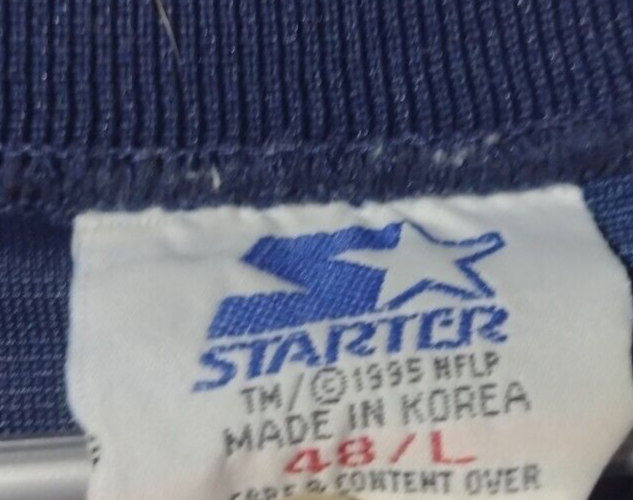 STARTER
TM/©1995 NFLP
MADE IN KOREA
48/L
CARE & CONTENT OVER